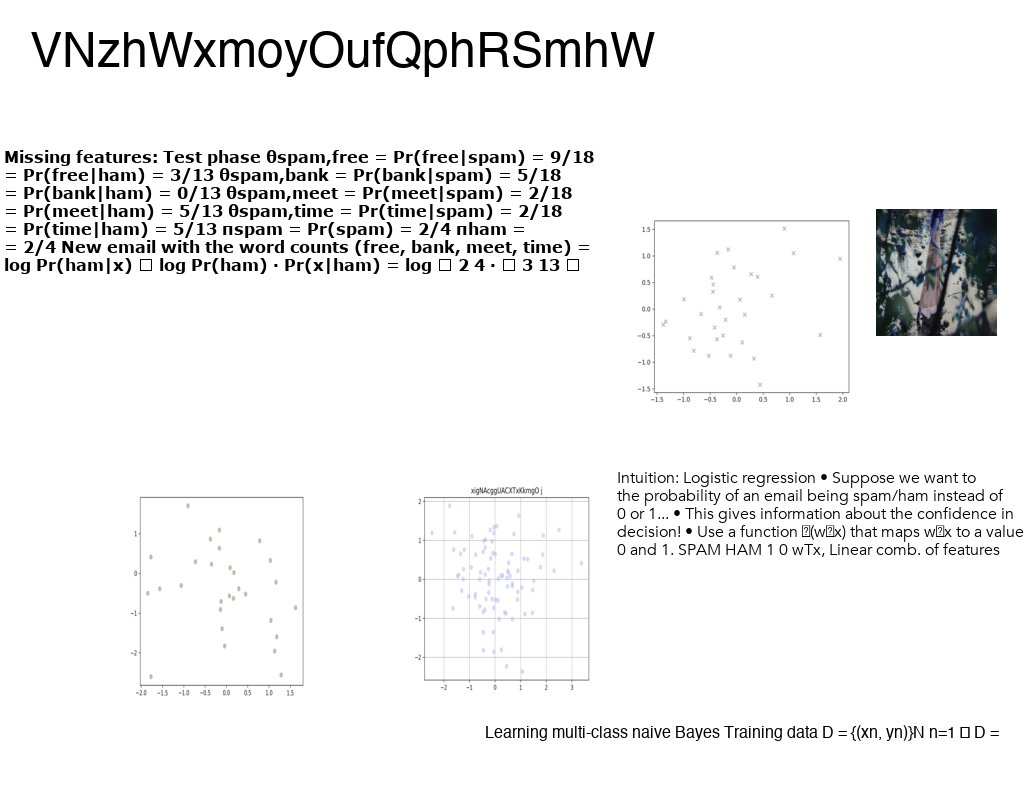 VNzhWxmoyOufQphRSmhW
Missing features: Test phase θspam,free = Pr(free|spam) = 9/18
= Pr(free|ham) = 3/13 θspam,bank = Pr(bank|spam) = 5/18
= Pr(bank|ham) = 0/13 θspam,meet = Pr(meet|spam) = 2/18
= Pr(meet|ham) = 5/13 θspam,time = Pr(time|spam) = 2/18
= Pr(time|ham) = 5/13 πspam = Pr(spam) = 2/4 πham =
= 2/4 New email with the word counts (free, bank, meet, time) =
log Pr(ham|x) □ log Pr(ham) · Pr(x|ham) = log □ 2 4 · □ 3 13 □
1.5
1.0
0.5
0.0
−0.5
−1.0
−1.5
−1.5 −1.0 −0.5 0.0 0.5 1.0 1.5 2.0
Intuition: Logistic regression • Suppose we want to
the probability of an email being spam/ham instead of
0 or 1... • This gives information about the confidence in
decision! • Use a function □(w□x) that maps w□x to a value
0 and 1. SPAM HAM 1 0 wTx, Linear comb. of features
1
0
−1
−2
−2.0 −1.5 −1.0 −0.5 0.0 0.5 1.0 1.5
xigNAcggUACXTxKkmgO j
2
1
0
−1
−2
−2 −1 0 1 2 3
Learning multi-class naive Bayes Training data D = {(xn, yn)}N n=1 □ D =